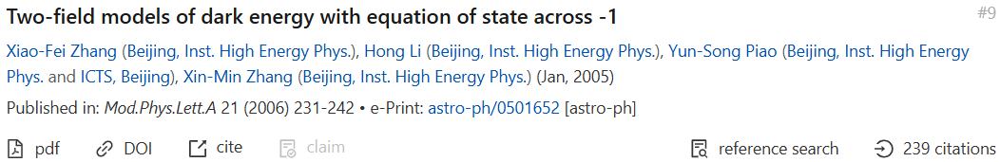 Two-field models of dark energy with equation of state across -1 #9
Xiao-Fei Zhang (Beijing, Inst. High Energy Phys.), Hong Li (Beijing, Inst. High Energy Phys.), Yun-Song Piao (Beijing, Inst. High Energy
Phys. and ICTS, Beijing), Xin-Min Zhang (Beijing, Inst. High Energy Phys.) (Jan, 2005)
Published in: Mod.Phys.Lett.A 21 (2006) 231-242 • e-Print: astro-ph/0501652 [astro-ph]
pdf DOI cite claim reference search 239 citations